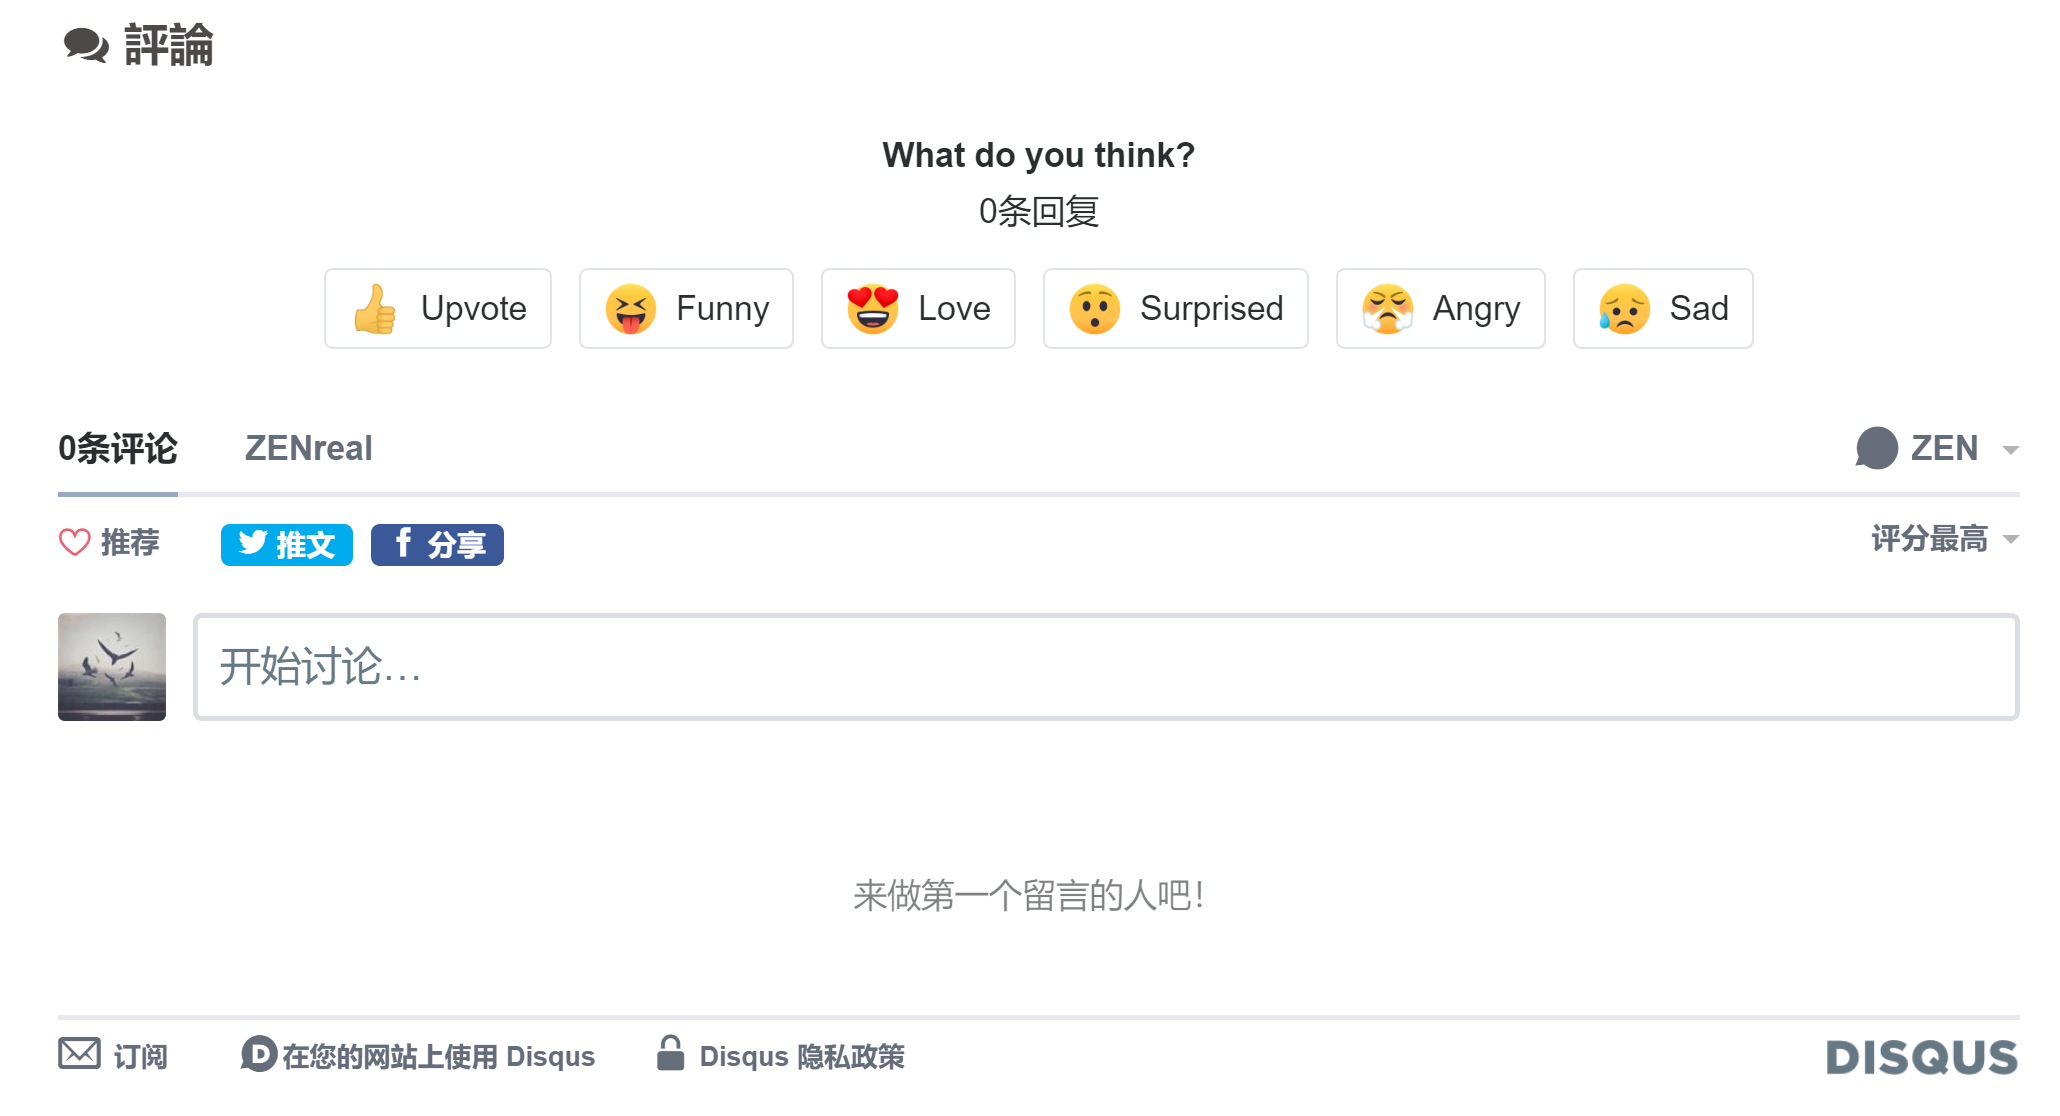 評論
What do you think?
0条回复
Upvote Funny Love Surprised Angry Sad
0条评论 ZENreal ZEN
推荐 推文 分享 评分最高
开始讨论…
来做第一个留言的人吧!
订阅 D 在您的网站上使用 Disqus Disqus 隐私政策 DISQUS